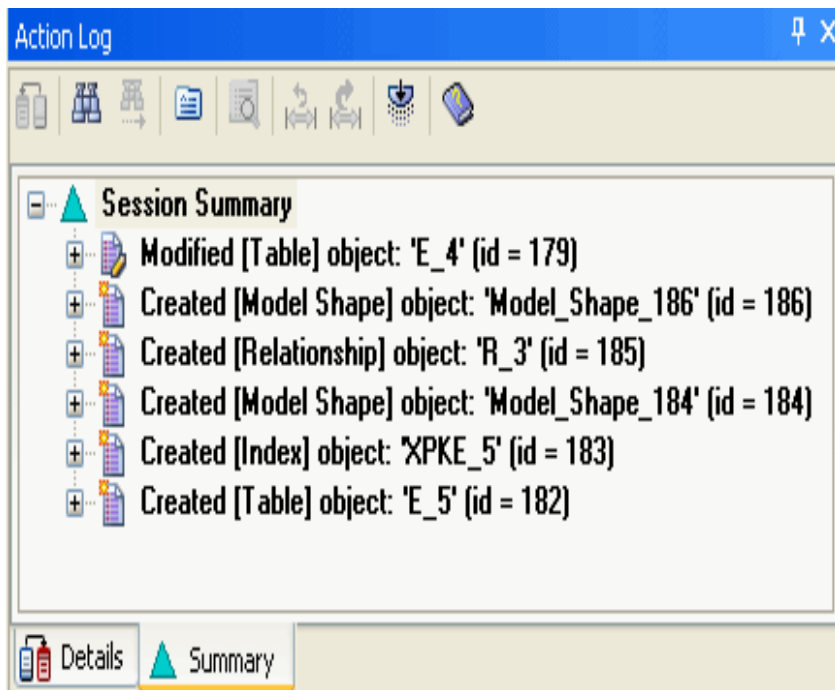 Action Log
Session Summary
Modified [Table] object: 'E_4' (id = 179)
Created [Model Shape] object: 'Model_Shape_186' (id = 186)
Created [Relationship] object: 'R_3' (id = 185)
Created [Model Shape] object: 'Model_Shape_184' (id = 184)
Created [Index] object: 'XPKE_5' (id = 183)
Created [Table] object: 'E_5' (id = 182)
Details Summary